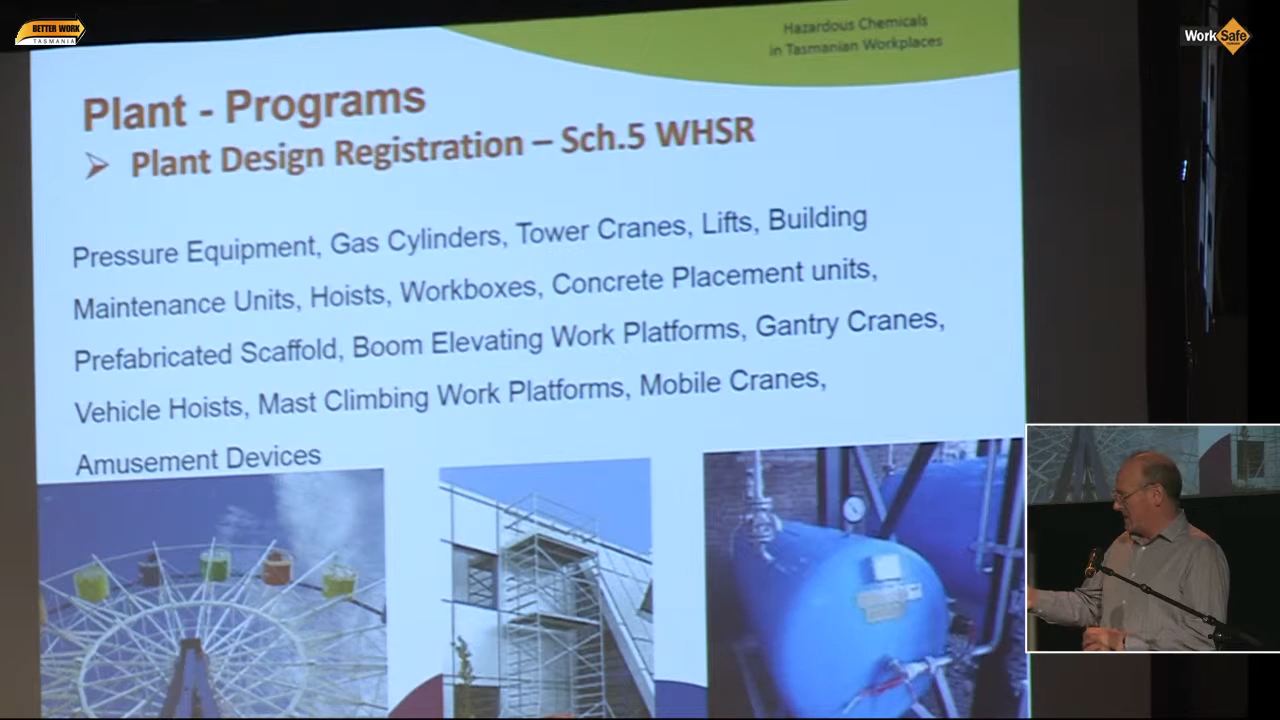 BETTER WORK
TASMANIA
Hazardous Chemicals
in Tasmanian Workplaces
WorkSafe
Plant - Programs
➢ Plant Design Registration – Sch.5 WHSR
Pressure Equipment, Gas Cylinders, Tower Cranes, Lifts, Building
Maintenance Units, Hoists, Workboxes, Concrete Placement units,
Prefabricated Scaffold, Boom Elevating Work Platforms, Gantry Cranes,
Vehicle Hoists, Mast Climbing Work Platforms, Mobile Cranes,
Amusement Devices